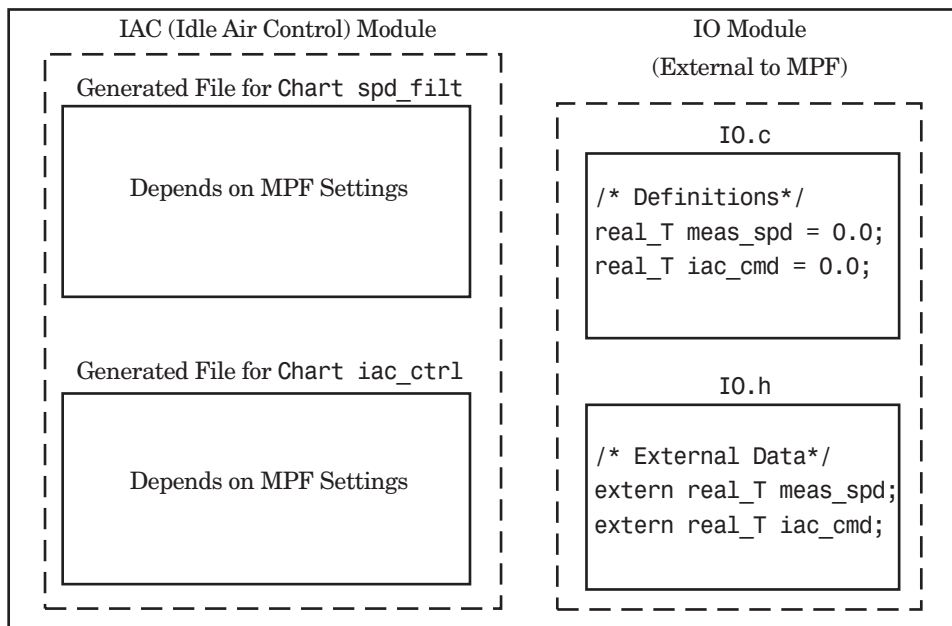 IAC (Idle Air Control) Module
Generated File for Chart spd_filt
Depends on MPF Settings
Generated File for Chart iac_ctrl
Depends on MPF Settings
IO Module
(External to MPF)
IO.c
/* Definitions*/
real_T meas_spd = 0.0;
real_T iac_cmd = 0.0;
IO.h
/* External Data*/
extern real_T meas_spd;
extern real_T iac_cmd;